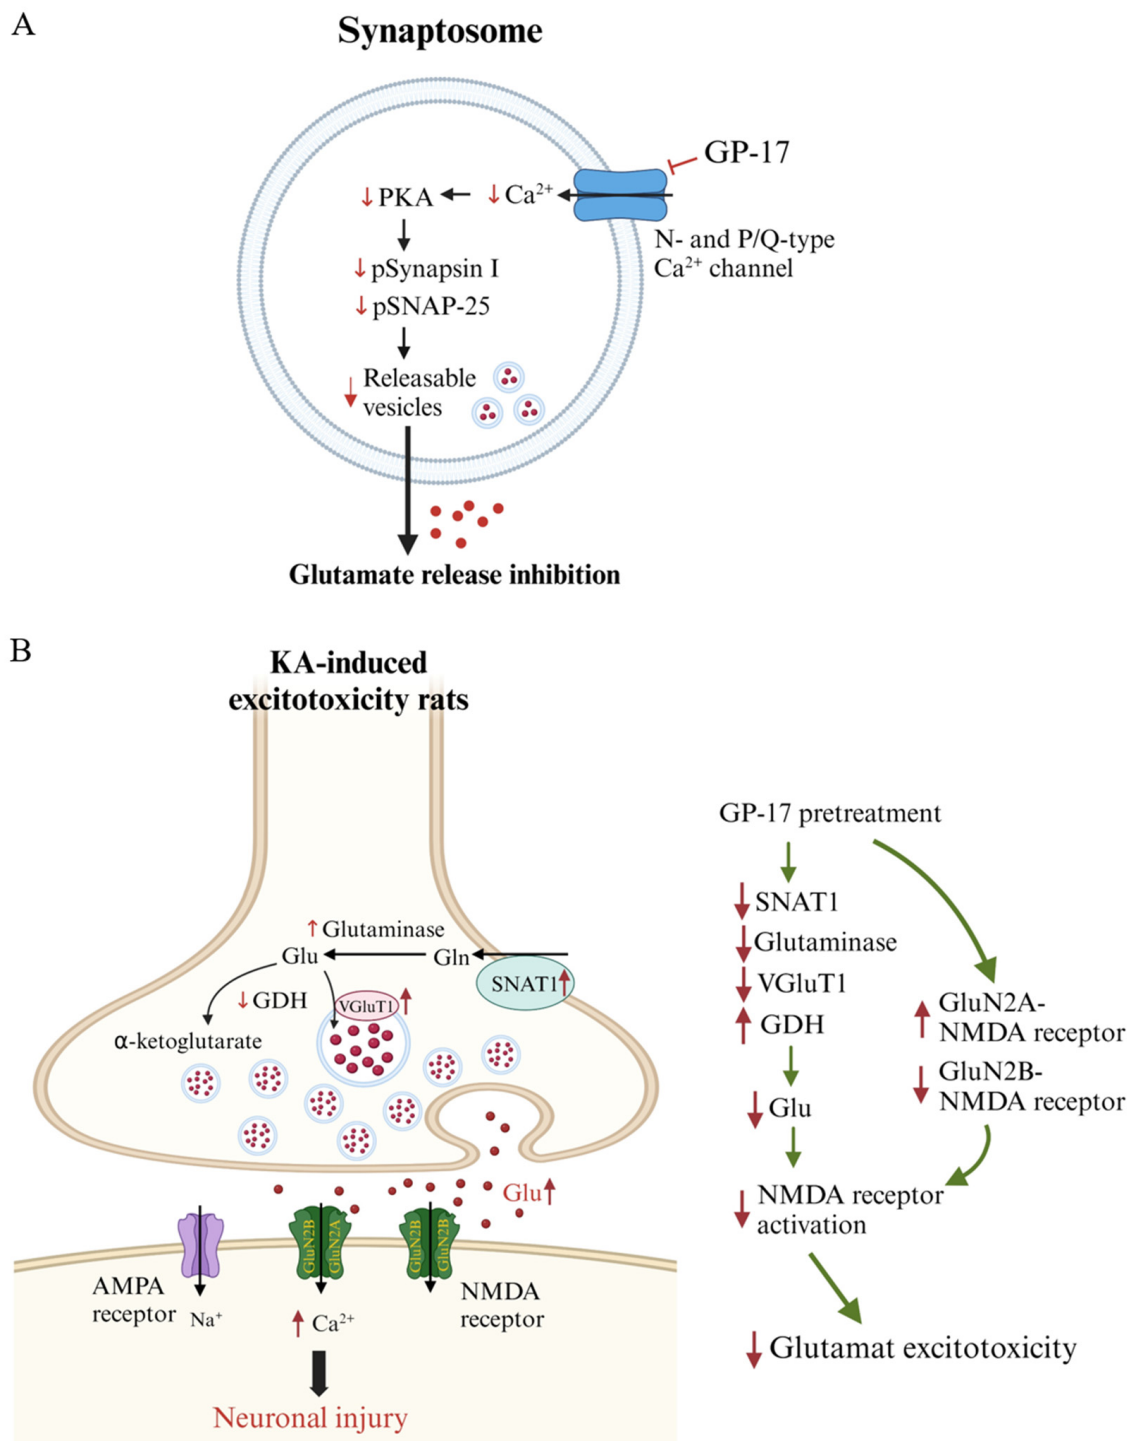 A
Synaptosome
GP-17
↓PKA ← ↓Ca²⁺
N- and P/Q-type
Ca²⁺ channel
↓pSynapsin I
↓pSNAP-25
↓Releasable
vesicles
Glutamate release inhibition
B
KA-induced
excitotoxicity rats
↑Glutaminase
Glu
Gln
SNAT1↑
↓GDH
VGluT1↑
α-ketoglutarate
Glu↑
GluN2B
GluN2A
GluN2B
GluN2B
AMPA
receptor
Na⁺
↑ Ca²⁺
NMDA
receptor
Neuronal injury
GP-17 pretreatment
↓SNAT1
↓Glutaminase
↓VGluT1
↑GDH
↓Glu
↑GluN2A-
NMDA receptor
↓GluN2B-
NMDA receptor
↓NMDA receptor
activation
↓Glutamat excitotoxicity